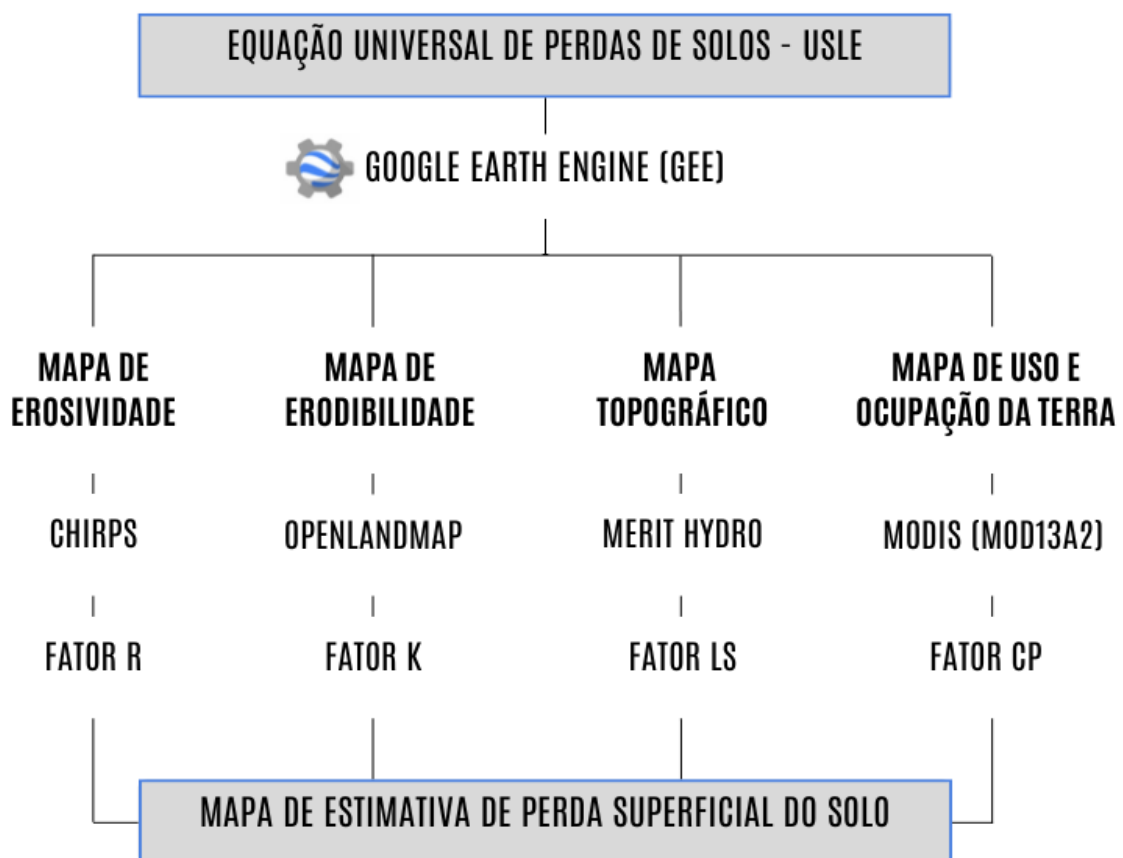 EQUAÇÃO UNIVERSAL DE PERDAS DE SOLOS - USLE
GOOGLE EARTH ENGINE (GEE)
MAPA DE
EROSIVIDADE
MAPA DE
ERODIBILIDADE
MAPA
TOPOGRÁFICO
MAPA DE USO E
OCUPAÇÃO DA TERRA
CHIRPS
OPENLANDMAP
MERIT HYDRO
MODIS (MOD13A2)
FATOR R
FATOR K
FATOR LS
FATOR CP
MAPA DE ESTIMATIVA DE PERDA SUPERFICIAL DO SOLO